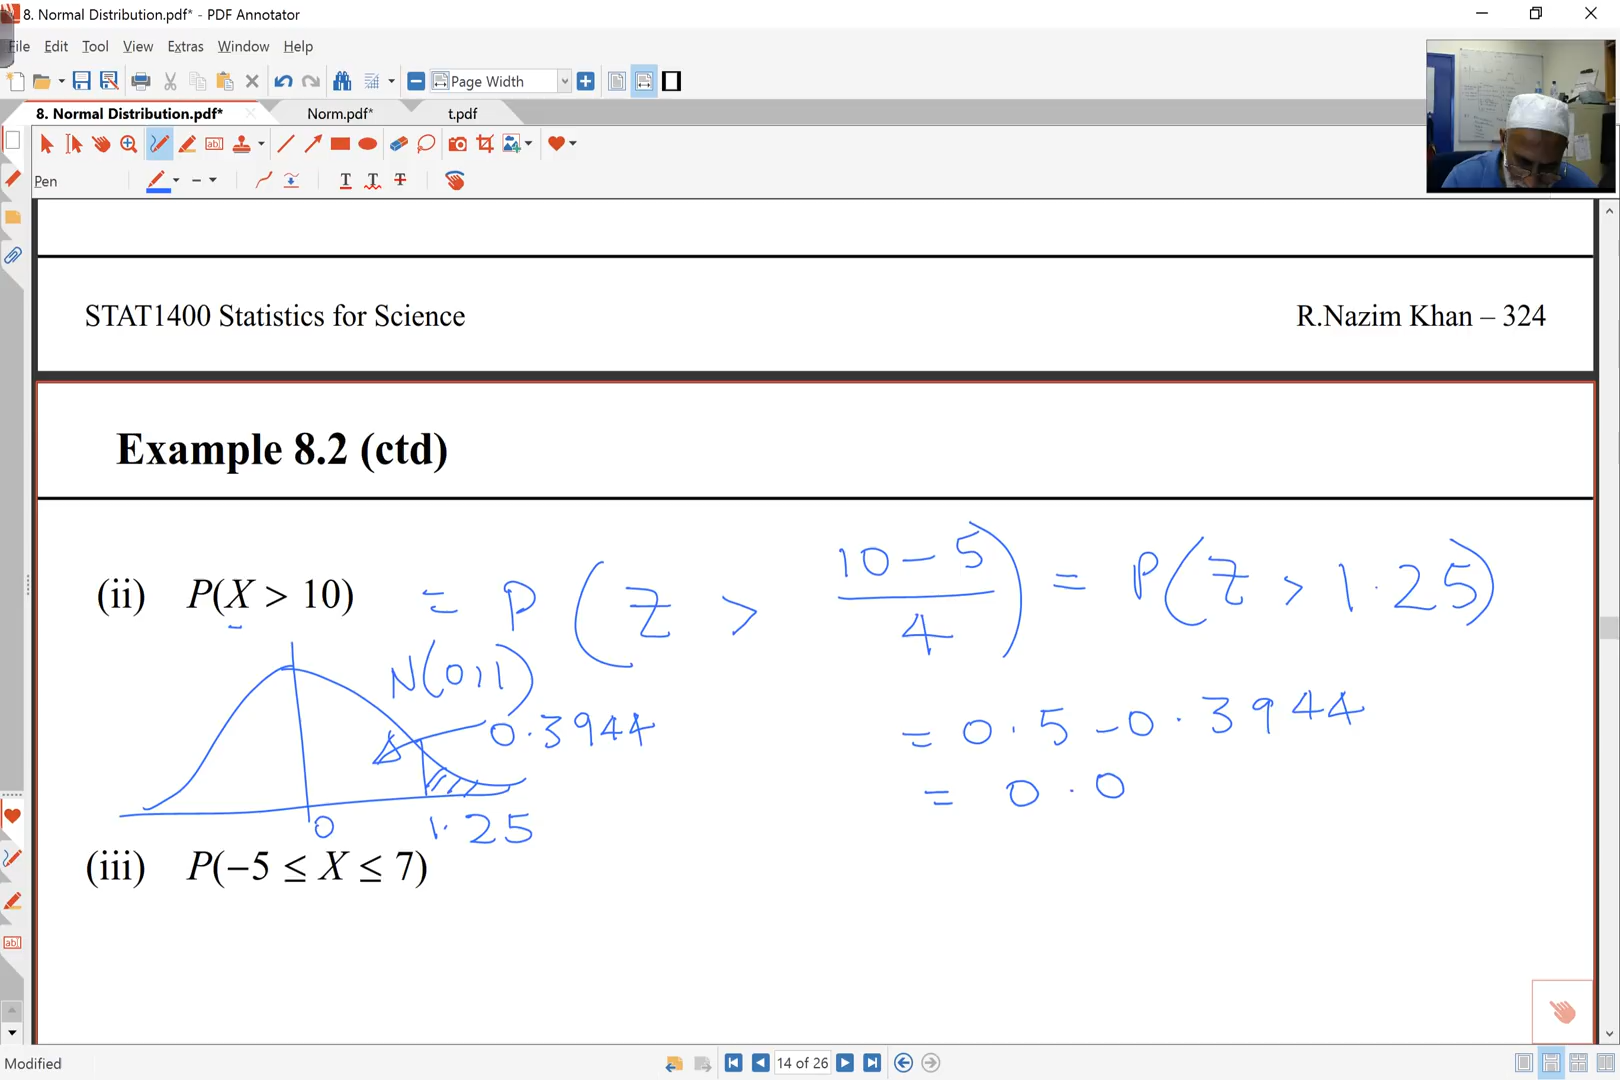 8. Normal Distribution.pdf* - PDF Annotator
File Edit Tool View Extras Window Help
Page Width
8. Normal Distribution.pdf* Norm.pdf* t.pdf
Pen
STAT1400 Statistics for Science R.Nazim Khan – 324
Example 8.2 (ctd)
(ii) P(X > 10) = P(Z > (10 - 5)/4) = P(Z > 1.25)
N(0,1)
0.3944 = 0.5 - 0.3944
= 0.0
0 1.25
(iii) P(−5 ≤ X ≤ 7)
Modified 14 of 26